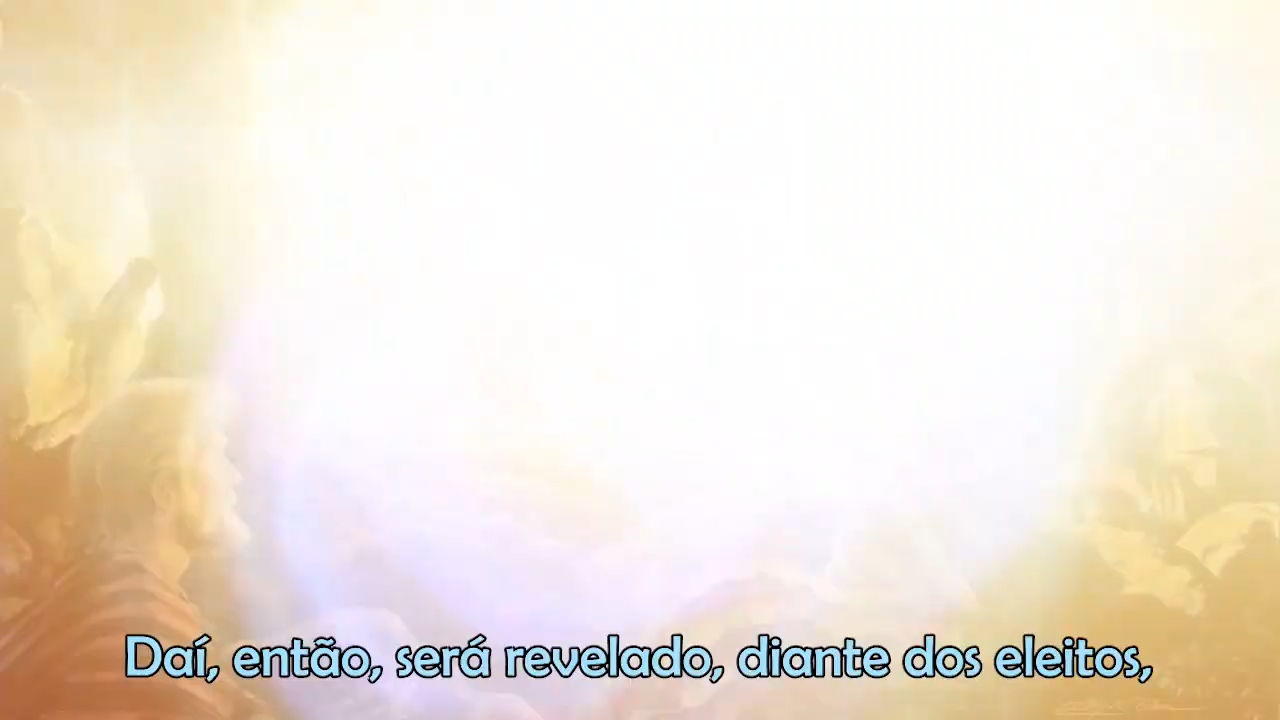 Daí, então, será revelado, diante dos eleitos,